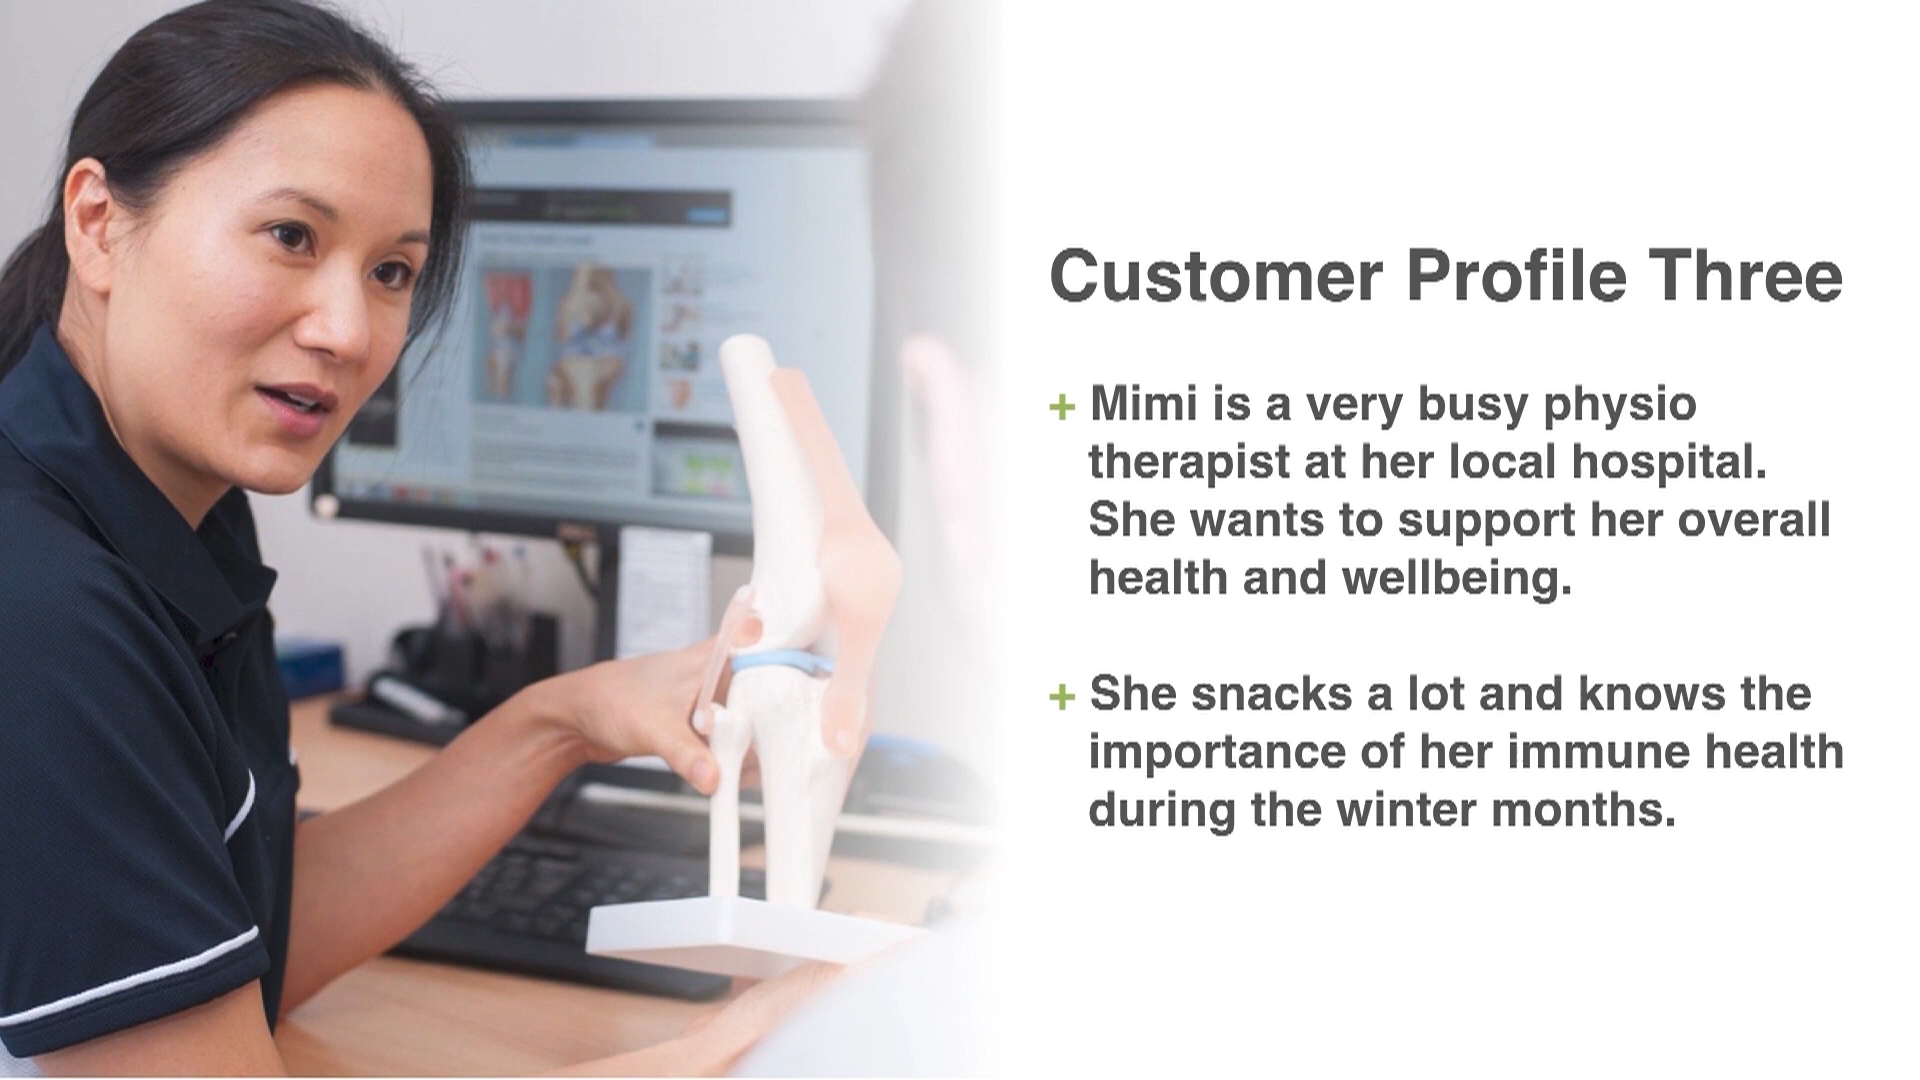 Customer Profile Three
+ Mimi is a very busy physio
therapist at her local hospital.
She wants to support her overall
health and wellbeing.
+ She snacks a lot and knows the
importance of her immune health
during the winter months.